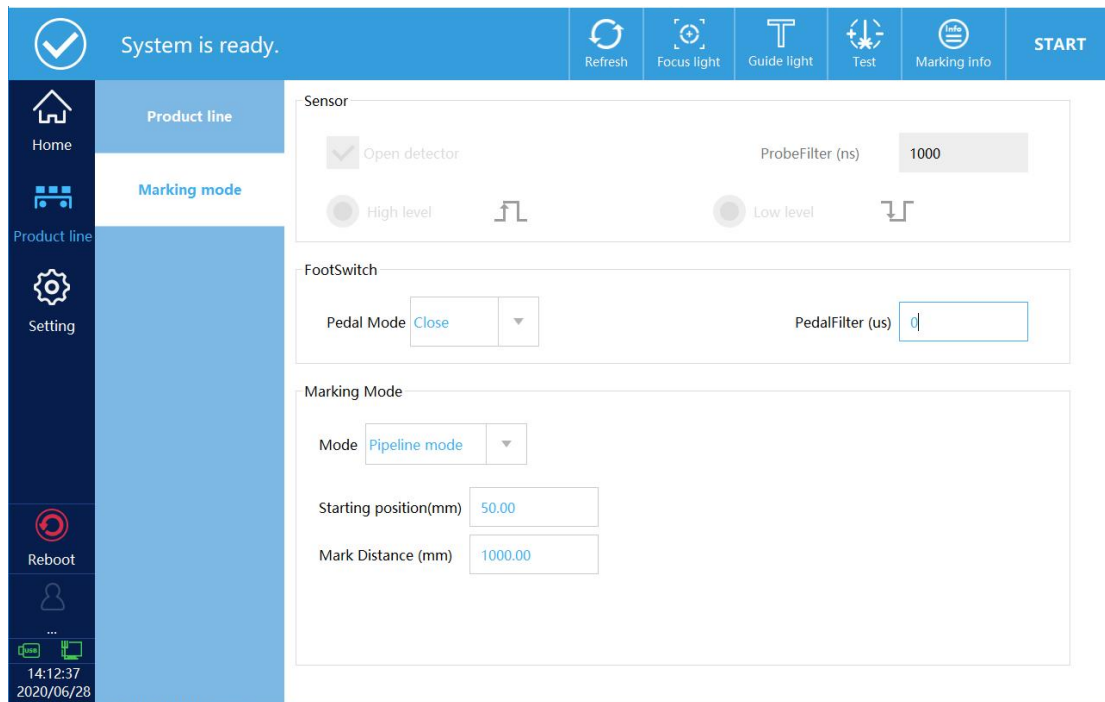 System is ready.
Refresh
Focus light
Guide light
Test
Info
Marking info
START
Home
Product line
Setting
Reboot
...
USB
14:12:37
2020/06/28
Product line
Marking mode
Sensor
Open detector
ProbeFilter (ns) 1000
High level
Low level
FootSwitch
Pedal Mode Close
PedalFilter (us) 0
Marking Mode
Mode Pipeline mode
Starting position(mm) 50.00
Mark Distance (mm) 1000.00